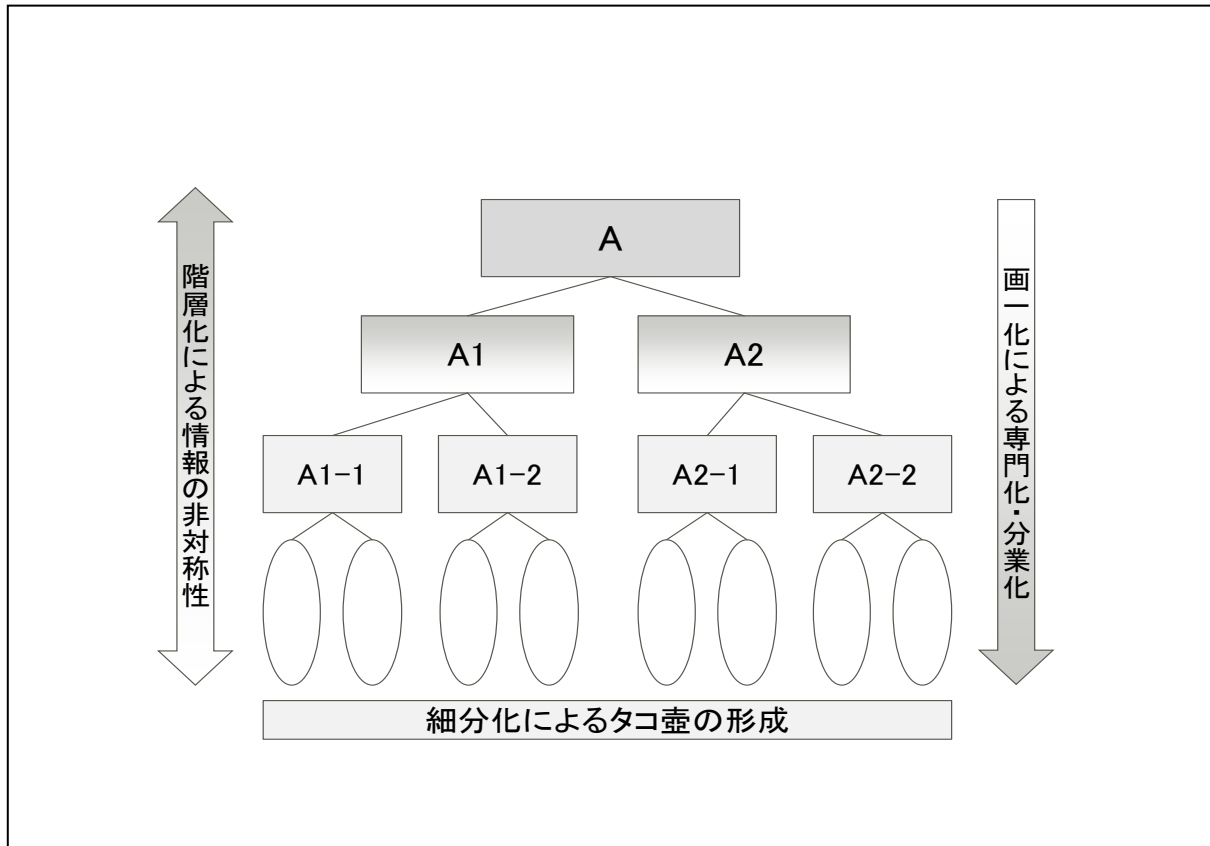 A
階層化による情報の非対称性
画一化による専門化・分業化
A1
A2
A1-1
A1-2
A2-1
A2-2
細分化によるタコ壺の形成